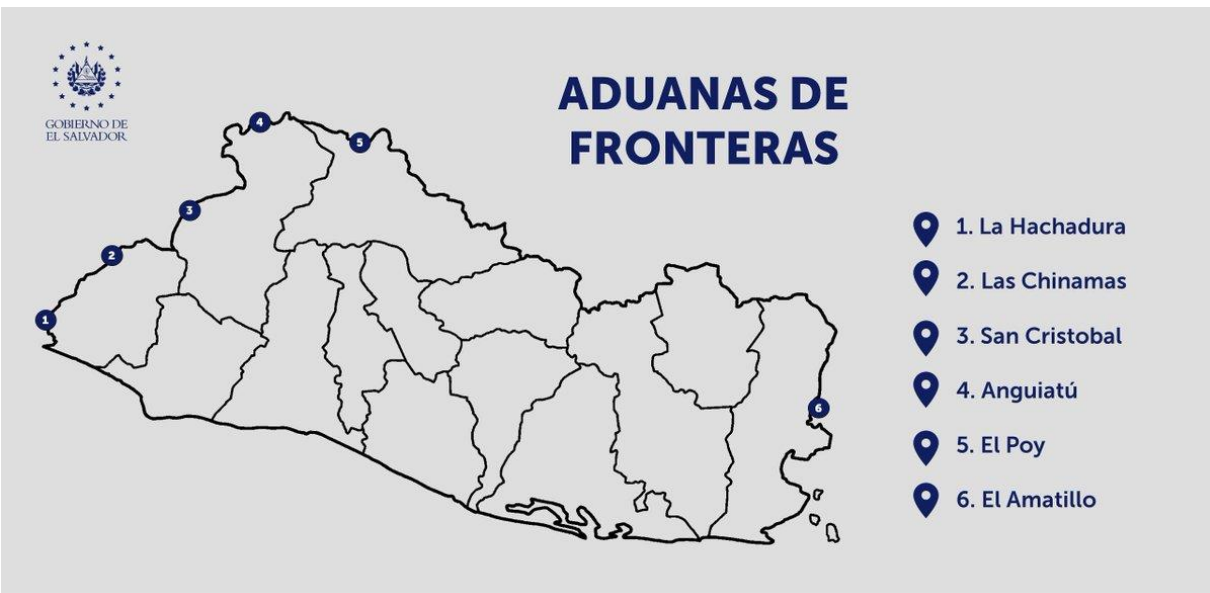 GOBIERNO DE
EL SALVADOR
ADUANAS DE
FRONTERAS
4
5
3
2
1
6
1. La Hachadura
2. Las Chinamas
3. San Cristobal
4. Anguiatú
5. El Poy
6. El Amatillo